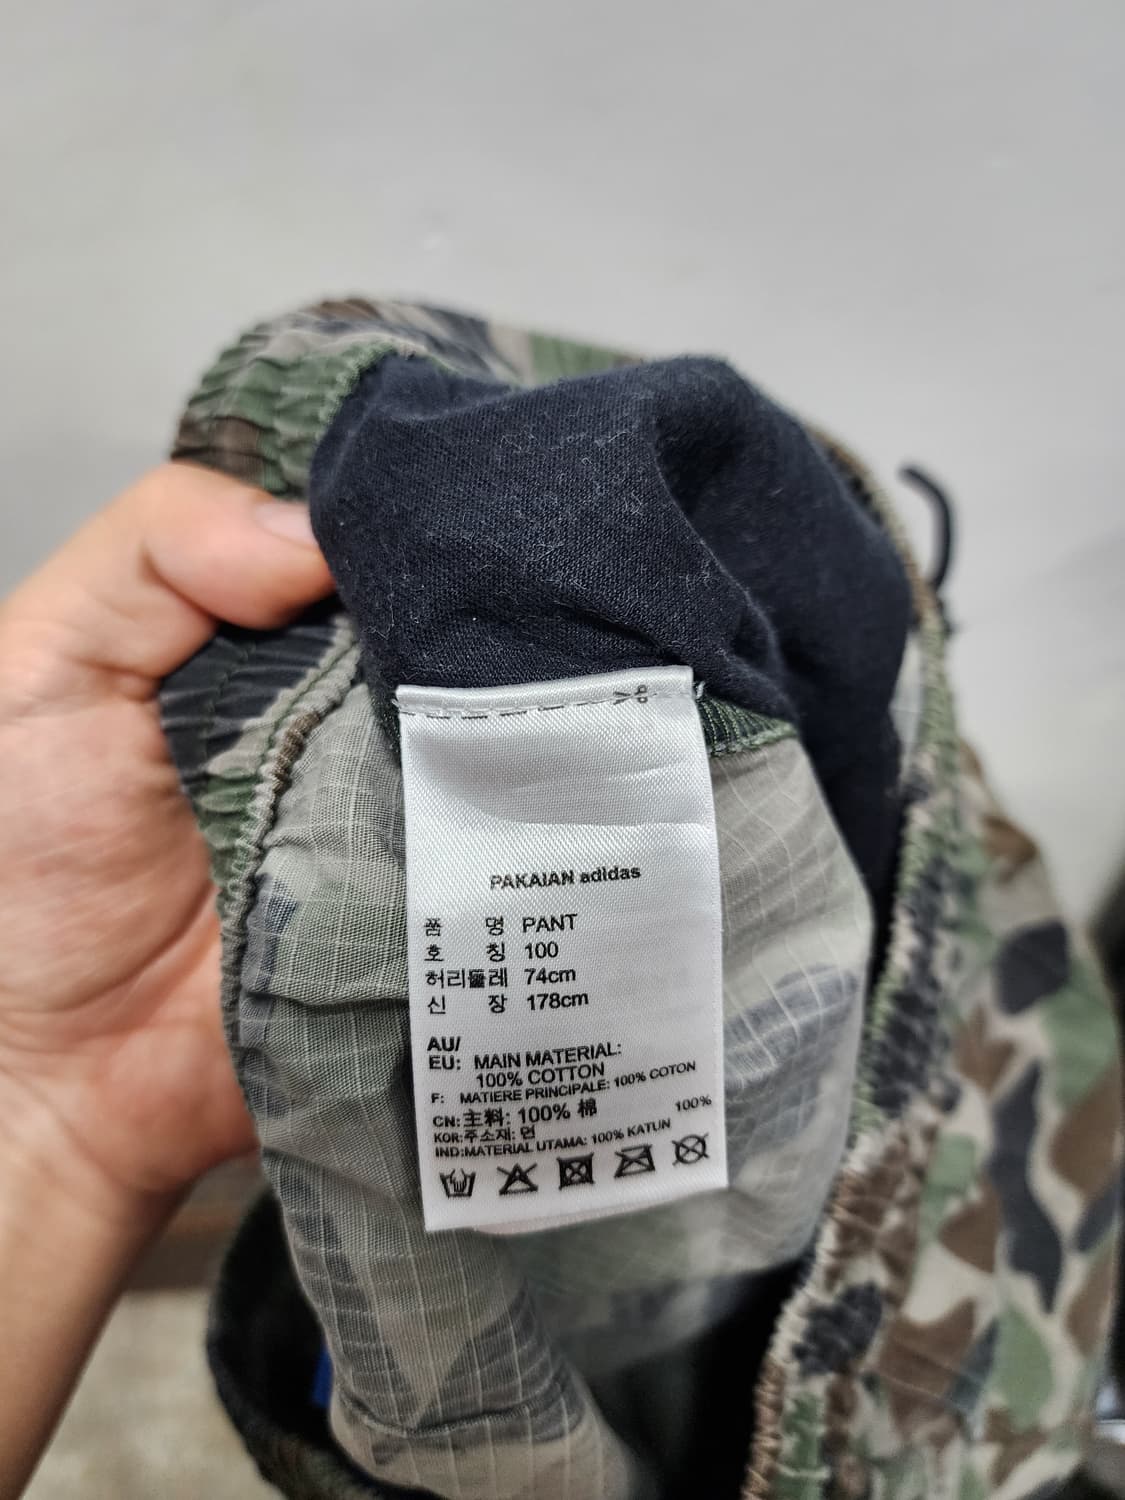 PAKAIAN adidas
품 명 PANT
호 칭 100
허리둘레 74cm
신 장 178cm
AU/
EU: MAIN MATERIAL:
100% COTTON
F: MATIERE PRINCIPALE: 100% COTON
CN:主料: 100% 棉
KOR:주소재: 면 100%
IND:MATERIAL UTAMA: 100% KATUN